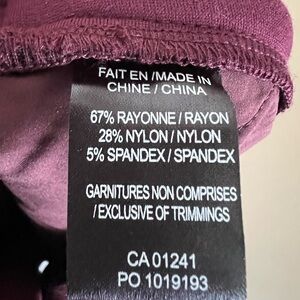 FAIT EN / MADE IN
CHINE / CHINA
67% RAYONNE / RAYON
28% NYLON / NYLON
5% SPANDEX / SPANDEX
GARNITURES NON COMPRISES
/ EXCLUSIVE OF TRIMMINGS
CA 01241
PO 1019193